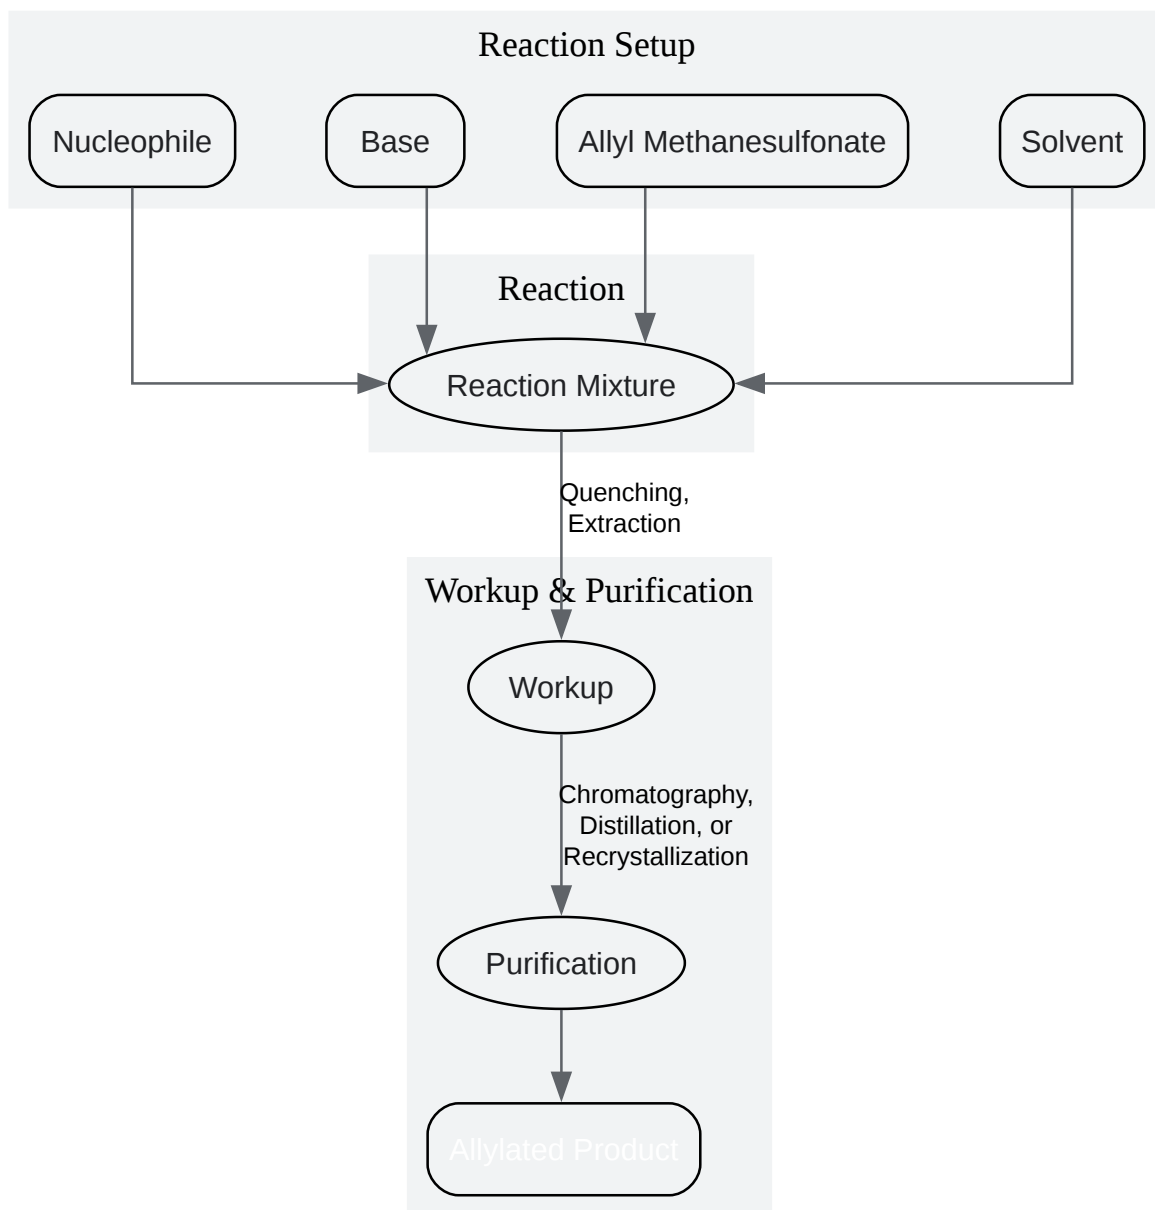 Reaction Setup
Nucleophile
Base
Allyl Methanesulfonate
Solvent
Reaction
Reaction Mixture
Quenching,
Extraction
Workup & Purification
Workup
Chromatography,
Distillation, or
Recrystallization
Purification
Allylated Product